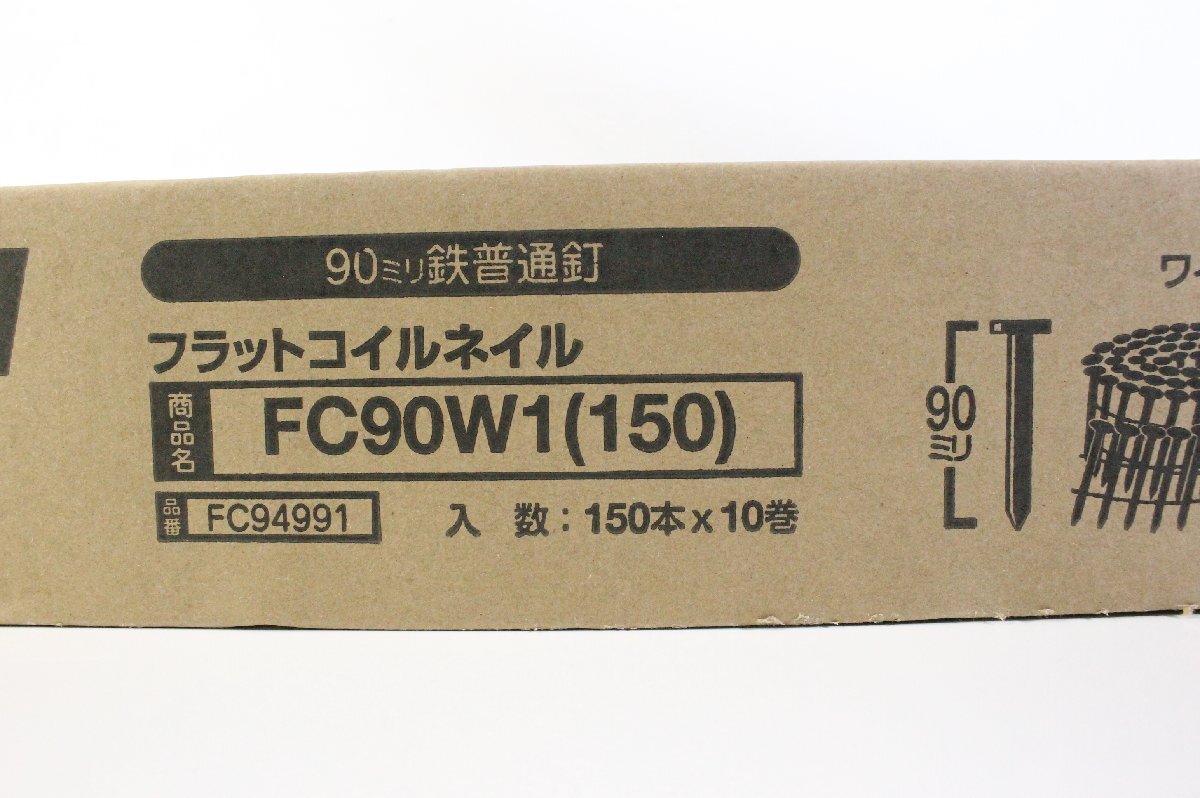 90ミリ鉄普通釘
フラットコイルネイル
商品名 FC90W1(150)
品番 FC94991 入数:150本x10巻
90ミリ